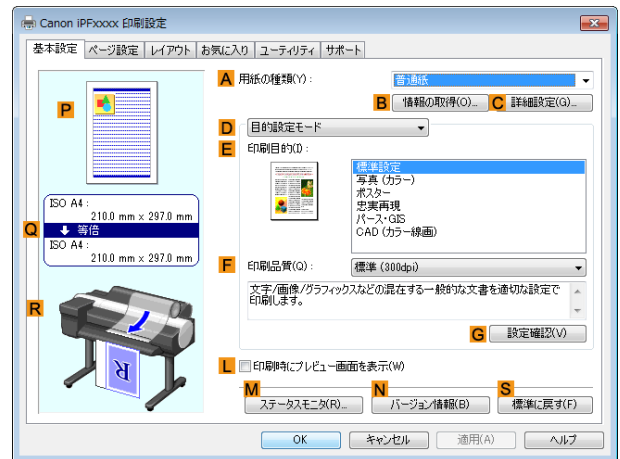 Canon iPFxxxx 印刷設定
基本設定 ページ設定 レイアウト お気に入り ユーティリティ サポート
A 用紙の種類(Y): 普通紙
B 情報の取得(O)... C 詳細設定(G)...
P
D 目的設定モード
E 印刷目的(I):
標準設定
写真 (カラー)
ポスター
忠実再現
パース・GIS
CAD (カラー線画)
ISO A4 :
210.0 mm x 297.0 mm
Q 等倍
ISO A4 :
210.0 mm x 297.0 mm
F 印刷品質(Q): 標準 (300dpi)
文字/画像/グラフィックスなどの混在する一般的な文書を適切な設定で
印刷します。
R
G 設定確認(V)
L 印刷時にプレビュー画面を表示(W)
M N S
ステータスモニタ(R)... バージョン情報(B) 標準に戻す(F)
OK キャンセル 適用(A) ヘルプ